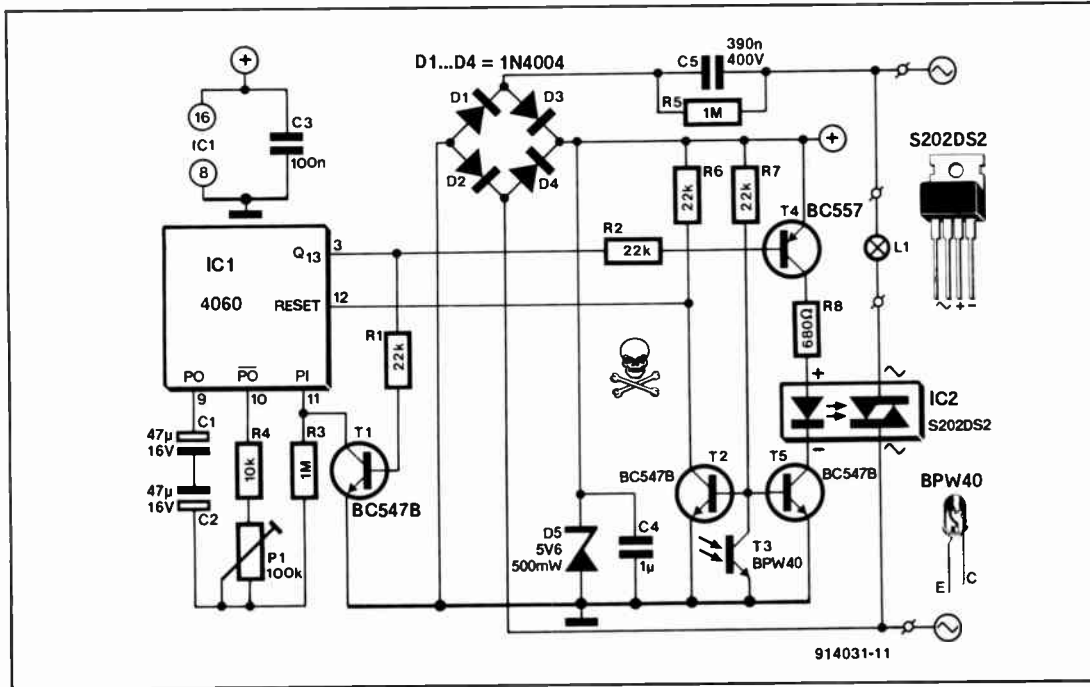 D1...D4 = 1N4004
390n
400V
C5
R5
1M
+
16
IC1
8
C3
100n
D1
D3
D2
D4
+
S202DS2
R6
22k
R7
22k
T4
BC557
L1
R2
22k
IC1
4060
Q13
3
RESET
12
R1
22k
R8
680Ω
~ + -
PO
PO
PI
9
10
11
C1
47µ
16V
R4
10k
R3
1M
T1
BC547B
+
-
~
~
IC2
S202DS2
47µ
16V
C2
P1
100k
T2
BC547B
T5
BC547B
BPW40
D5
5V6
500mW
C4
1µ
T3
BPW40
E
C
914031-11